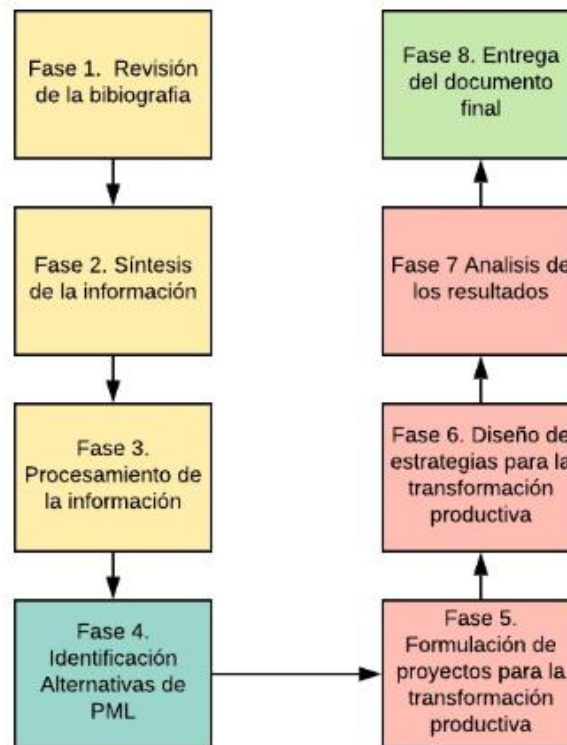 Fase 1. Revisión
de la bibiografia
Fase 2. Síntesis
de la información
Fase 3.
Procesamiento de
la información
Fase 4.
Identificación
Alternativas de
PML
Fase 5.
Formulación de
proyectos para la
transformación
productiva
Fase 6. Diseño de
estrategias para la
transformación
productiva
Fase 7 Analisis de
los resultados
Fase 8. Entrega
del documento
final